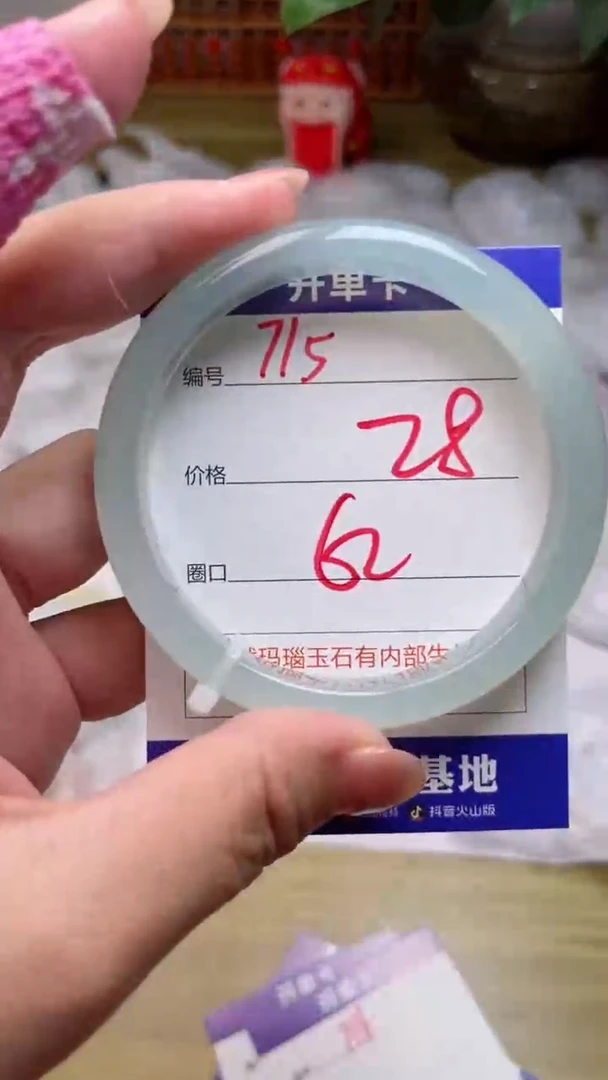 开单卡
编号 715
价格 28
圈口 62
玛瑙玉石有内部生
基地
抖音火山版